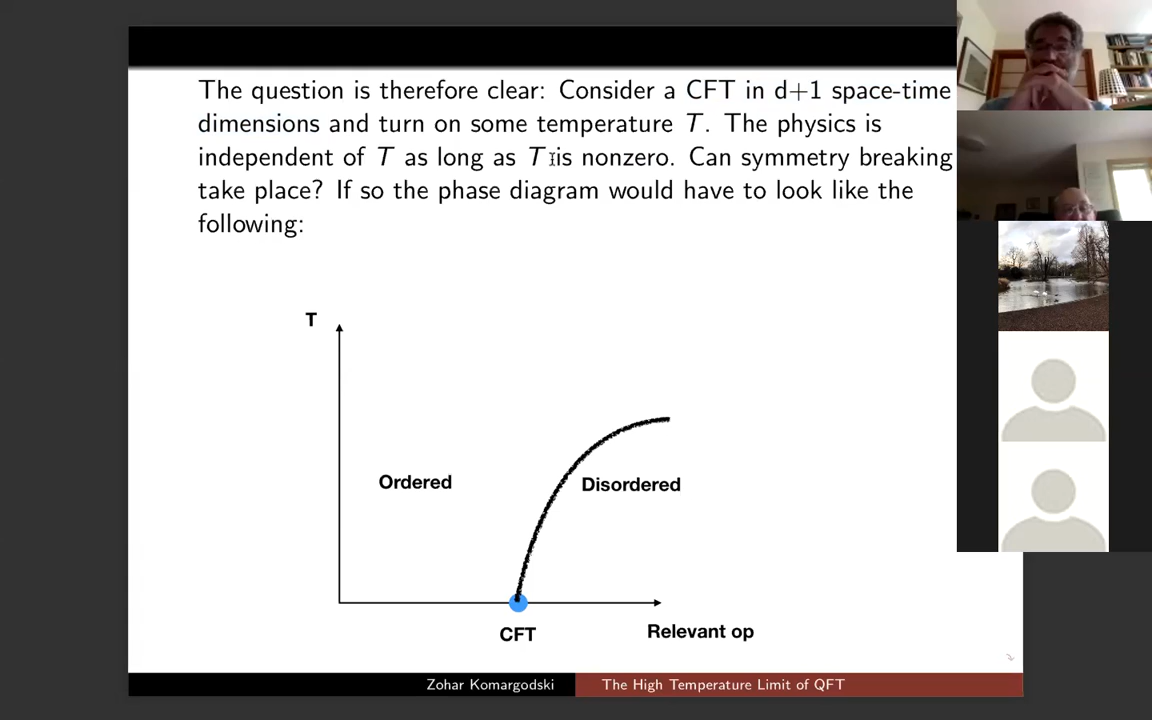 The question is therefore clear: Consider a CFT in d+1 space-time
dimensions and turn on some temperature T. The physics is
independent of T as long as T is nonzero. Can symmetry breaking
take place? If so the phase diagram would have to look like the
following:
T
Ordered
Disordered
CFT
Relevant op
Zohar Komargodski
The High Temperature Limit of QFT